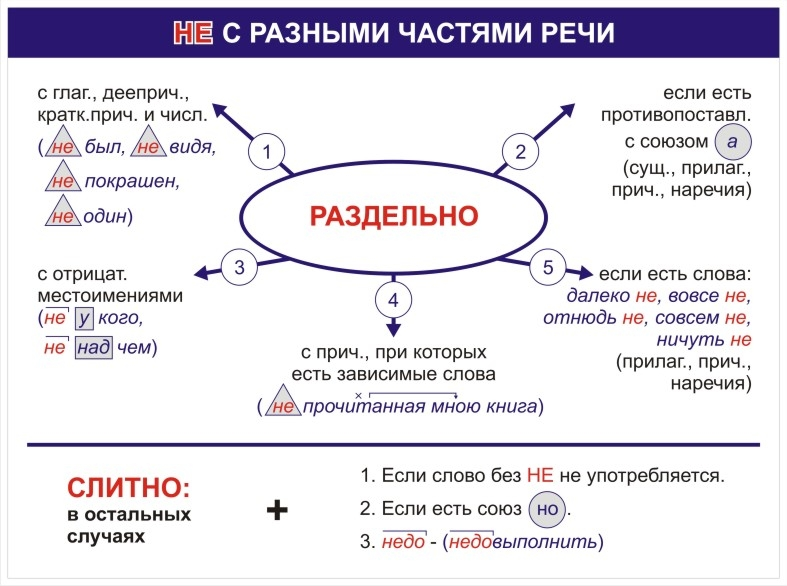 НЕ С РАЗНЫМИ ЧАСТЯМИ РЕЧИ
с глаг., дееприч.,
кратк.прич. и числ.
(не был, не видя,
не покрашен,
не один)
1
2
если есть
противопоставл.
с союзом а
(сущ., прилаг.,
прич., наречия)
РАЗДЕЛЬНО
с отрицат.
местоимениями
(не у кого,
не над чем)
3
4
5
с прич., при которых
есть зависимые слова
(не прочитанная мною книга)
если есть слова:
далеко не, вовсе не,
отнюдь не, совсем не,
ничуть не
(прилаг., прич.,
наречия)
СЛИТНО:
в остальных
случаях
+
1. Если слово без НЕ не употребляется.
2. Если есть союз но.
3. недо - (недовыполнить)